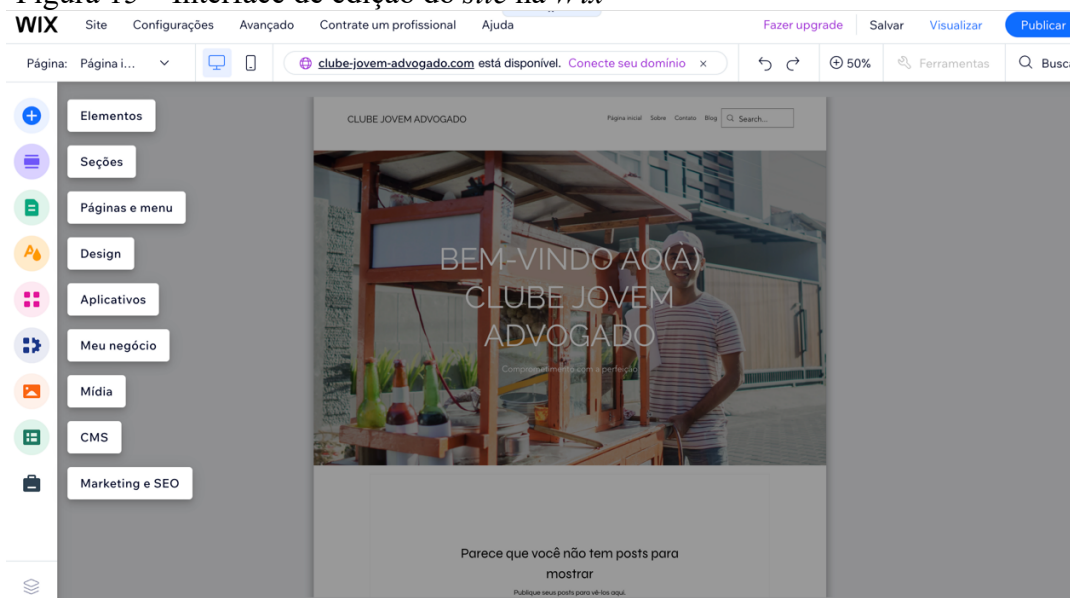 Figura 15 – Interface de edição do site na Wix
WIX Site Configurações Avançado Contrate um profissional Ajuda Fazer upgrade Salvar Visualizar Publicar
Página: Página i... clube-jovem-advogado.com está disponível. Conecte seu domínio × 50% Ferramentas Busca
Elementos
Seções
Páginas e menu
Design
Aplicativos
Meu negócio
Mídia
CMS
Marketing e SEO
CLUBE JOVEM ADVOGADO Página inicial Sobre Contato Blog Search...
BEM-VINDO AO(À)
CLUBE JOVEM
ADVOGADO
Comprometimento com a perfeição
Parece que você não tem posts para
mostrar
Publique seus posts para vê-los aqui.